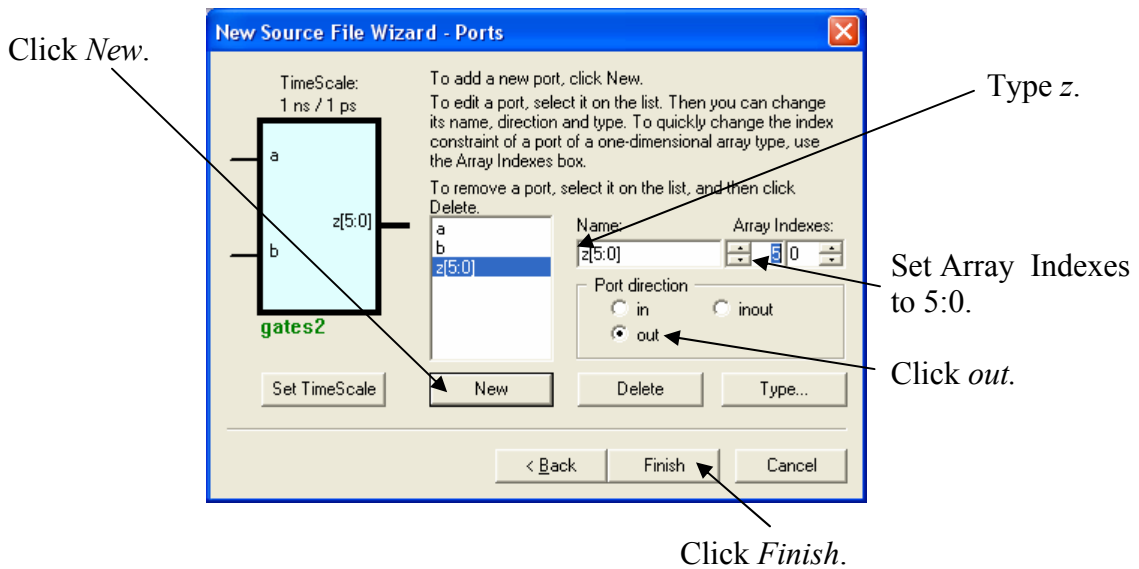 New Source File Wizard - Ports
Click New.
TimeScale:
1 ns / 1 ps
a
b
z[5:0]
gates2
To add a new port, click New.
To edit a port, select it on the list. Then you can change
its name, direction and type. To quickly change the index
constraint of a port of a one-dimensional array type, use
the Array Indexes box.
To remove a port, select it on the list, and then click
Delete.
a
b
z[5:0]
Name:
Array Indexes:
z[5:0]
5 0
Port direction
in
inout
out
Type z.
Set Array Indexes
to 5:0.
Click out.
Set TimeScale
New
Delete
Type...
< Back
Finish
Cancel
Click Finish.